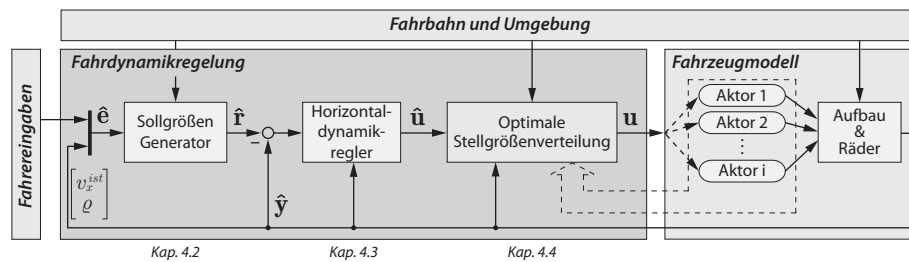 Fahrbahn und Umgebung
Fahrereingaben
Fahrdynamikregelung
Fahrzeugmodell
ê
Sollgrößen
Generator
r̂
−
Horizontal-
dynamik-
regler
û
Optimale
Stellgrößenverteilung
u
Aktor 1
Aktor 2
⋮
Aktor i
Aufbau
&
Räder
[v_x^{ist}
ϱ]
ŷ
Kap. 4.2
Kap. 4.3
Kap. 4.4